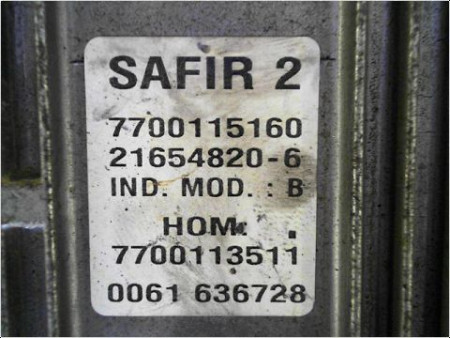 SAFIR 2
7700115160
21654820-6
IND. MOD. : B
HOM. .
7700113511
0061 636728